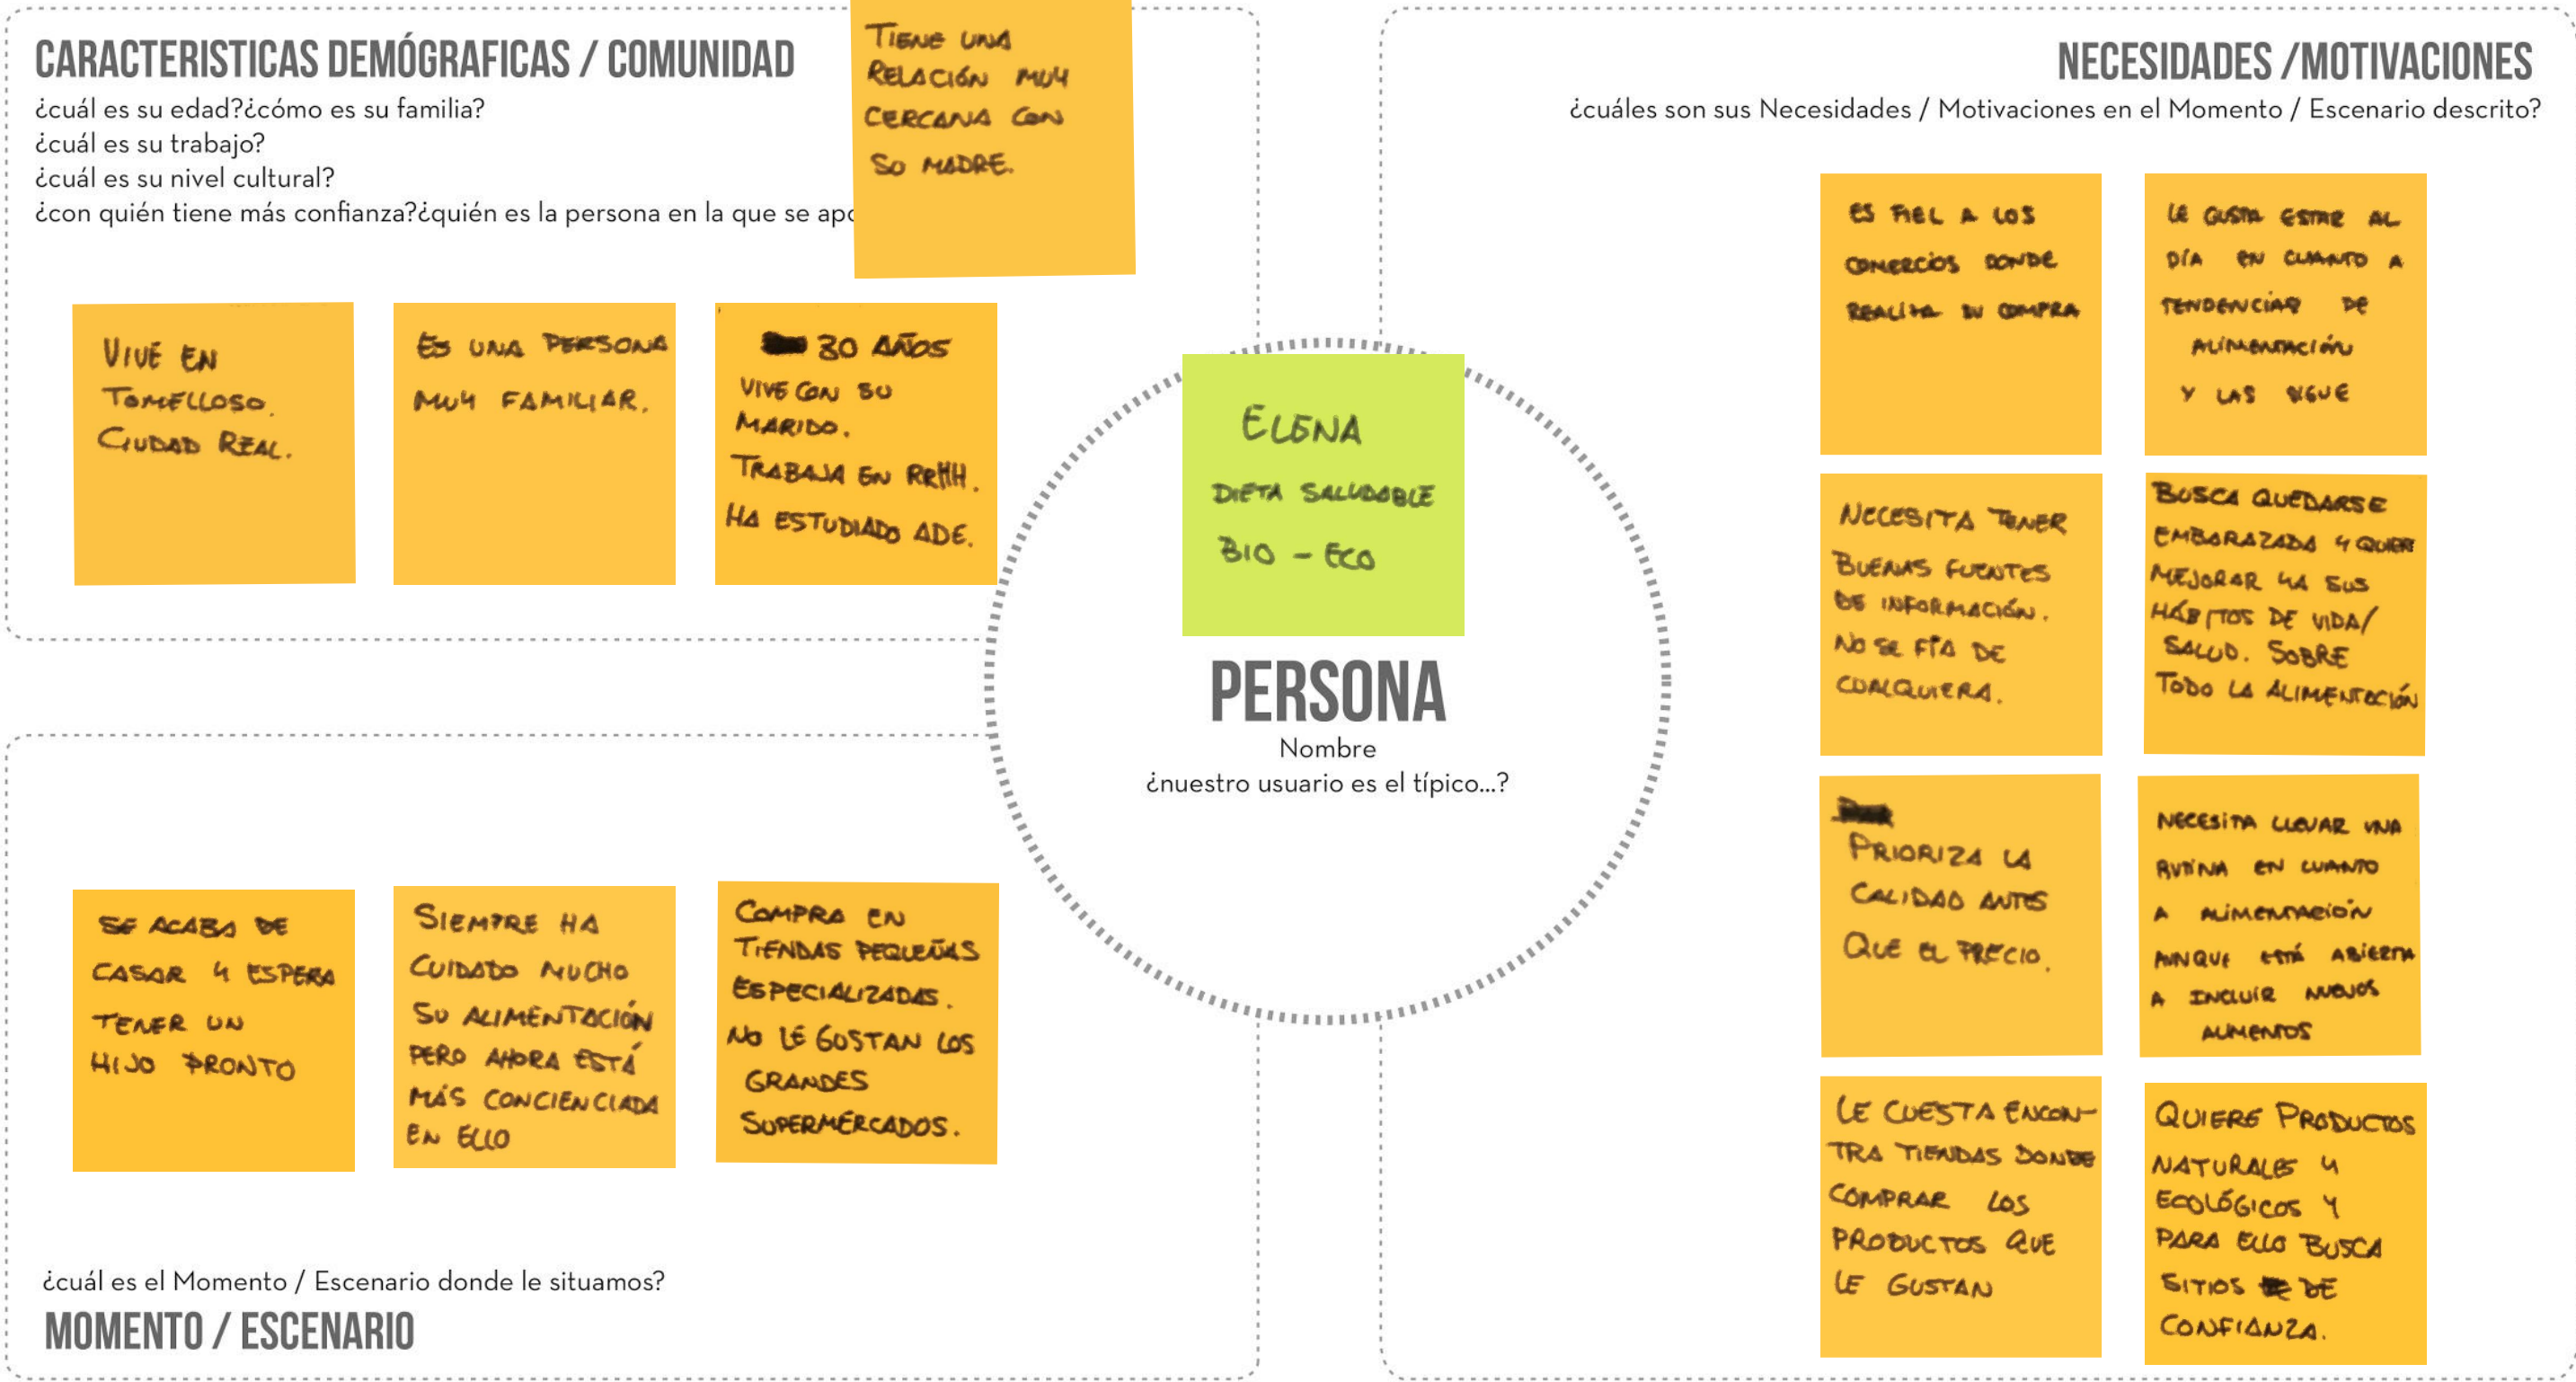 CARACTERISTICAS DEMÓGRAFICAS / COMUNIDAD
¿cuál es su edad?¿cómo es su familia?
¿cuál es su trabajo?
¿cuál es su nivel cultural?
¿con quién tiene más confianza?¿quién es la persona en la que se apo
TIENE UNA
RELACIÓN MUY
CERCANA CON
SU MADRE.
VIVE EN
TOMELLOSO.
CIUDAD REAL.
ES UNA PERSONA
MUY FAMILIAR.
30 AÑOS
VIVE CON SU
MARIDO.
TRABAJA EN RRHH.
HA ESTUDIADO ADE.
NECESIDADES /MOTIVACIONES
¿cuáles son sus Necesidades / Motivaciones en el Momento / Escenario descrito?
ES FIEL A LOS
COMERCIOS DONDE
REALIZA SU COMPRA
LE GUSTA ESTAR AL
DÍA EN CUANTO A
TENDENCIAS DE
ALIMENTACIÓN
Y LAS SIGUE
NECESITA TENER
BUENAS FUENTES
DE INFORMACIÓN.
NO SE FÍA DE
CUALQUIERA.
BUSCA QUEDARSE
EMBARAZADA Y QUIER
MEJORAR YA SUS
HÁBITOS DE VIDA/
SALUD. SOBRE
TODO LA ALIMENTACIÓN
PRIORIZA LA
CALIDAD ANTES
QUE EL PRECIO.
NECESITA LLEVAR UNA
RUTINA EN CUANTO
A ALIMENTACIÓN
AUNQUE ESTÁ ABIERTA
A INCLUIR NUEVOS
ALIMENTOS
LE CUESTA ENCON-
TRA TIENDAS DONDE
COMPRAR LOS
PRODUCTOS QUE
LE GUSTAN
QUIERE PRODUCTOS
NATURALES Y
ECOLÓGICOS Y
PARA ELLO BUSCA
SITIOS DE
CONFIANZA.
ELENA
DIETA SALUDABLE
BIO - ECO
PERSONA
Nombre
¿nuestro usuario es el típico...?
SE ACABA DE
CASAR Y ESPERA
TENER UN
HIJO PRONTO
SIEMPRE HA
CUIDADO MUCHO
SU ALIMENTACIÓN
PERO AHORA ESTÁ
MÁS CONCIENCIADA
EN ELLO
COMPRA EN
TIENDAS PEQUEÑAS
ESPECIALIZADAS.
NO LE GUSTAN LOS
GRANDES
SUPERMERCADOS.
¿cuál es el Momento / Escenario donde le situamos?
MOMENTO / ESCENARIO